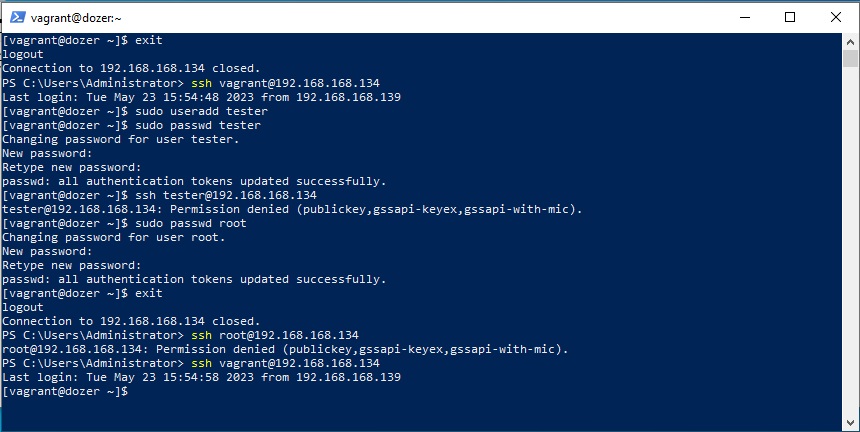 vagrant@dozer:~
[vagrant@dozer ~]$ exit
logout
Connection to 192.168.168.134 closed.
PS C:\Users\Administrator> ssh vagrant@192.168.168.134
Last login: Tue May 23 15:54:48 2023 from 192.168.168.139
[vagrant@dozer ~]$ sudo useradd tester
[vagrant@dozer ~]$ sudo passwd tester
Changing password for user tester.
New password:
Retype new password:
passwd: all authentication tokens updated successfully.
[vagrant@dozer ~]$ ssh tester@192.168.168.134
tester@192.168.168.134: Permission denied (publickey,gssapi-keyex,gssapi-with-mic).
[vagrant@dozer ~]$ sudo passwd root
Changing password for user root.
New password:
Retype new password:
passwd: all authentication tokens updated successfully.
[vagrant@dozer ~]$ exit
logout
Connection to 192.168.168.134 closed.
PS C:\Users\Administrator> ssh root@192.168.168.134
root@192.168.168.134: Permission denied (publickey,gssapi-keyex,gssapi-with-mic).
PS C:\Users\Administrator> ssh vagrant@192.168.168.134
Last login: Tue May 23 15:54:58 2023 from 192.168.168.139
[vagrant@dozer ~]$